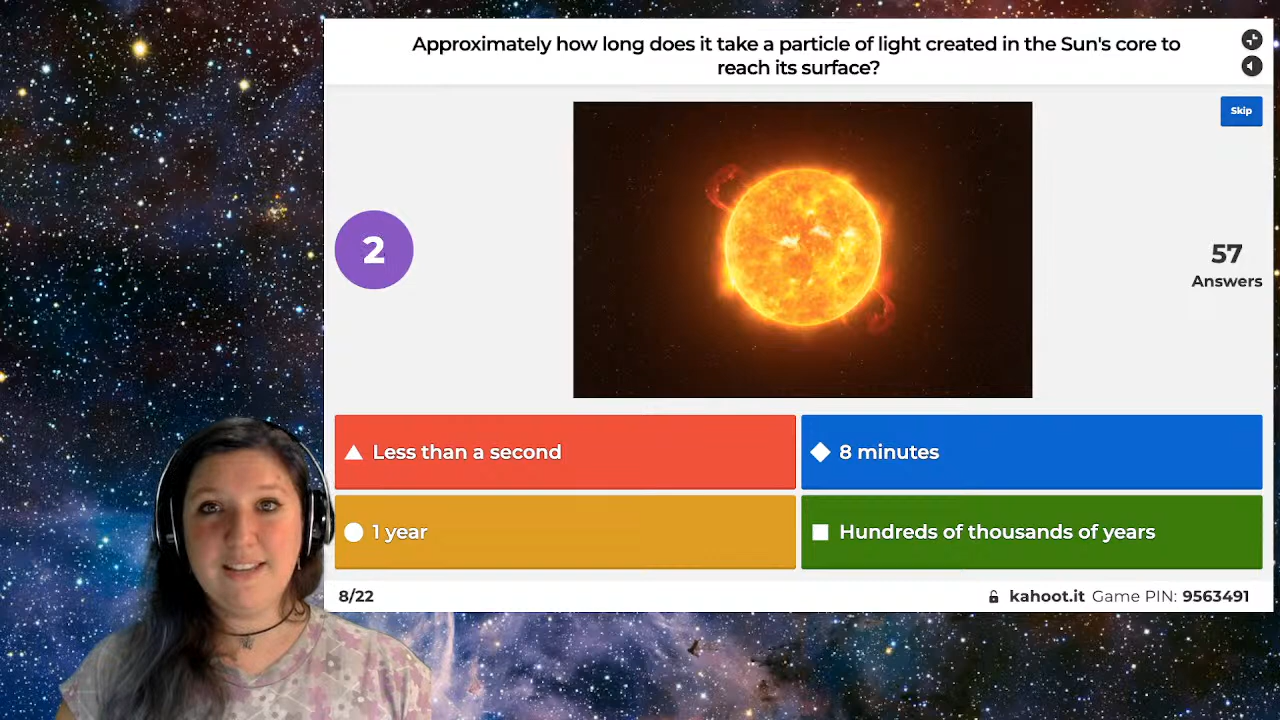 Approximately how long does it take a particle of light created in the Sun's core to
reach its surface?
Skip
2
57
Answers
Less than a second
8 minutes
1 year
Hundreds of thousands of years
8/22
kahoot.it Game PIN: 9563491